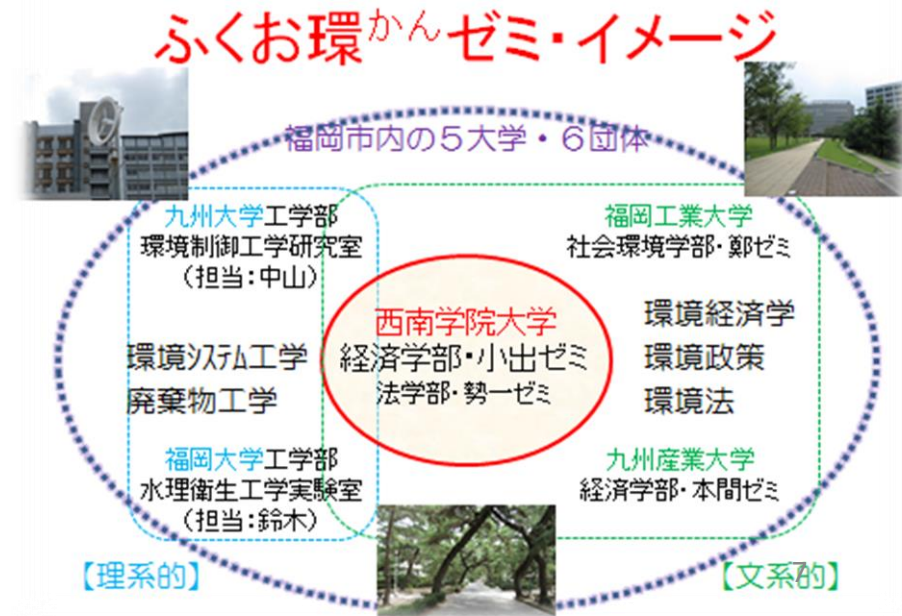 ふくお環かんゼミ・イメージ
福岡市内の5大学・6団体
九州大学工学部
環境制御工学研究室
(担当:中山)
環境システム工学
廃棄物工学
福岡大学工学部
水理衛生工学実験室
(担当:鈴木)
西南学院大学
経済学部・小出ゼミ
法学部・勢一ゼミ
福岡工業大学
社会環境学部・鄭ゼミ
環境経済学
環境政策
環境法
九州産業大学
経済学部・本間ゼミ
【理系的】
【文系的】
7